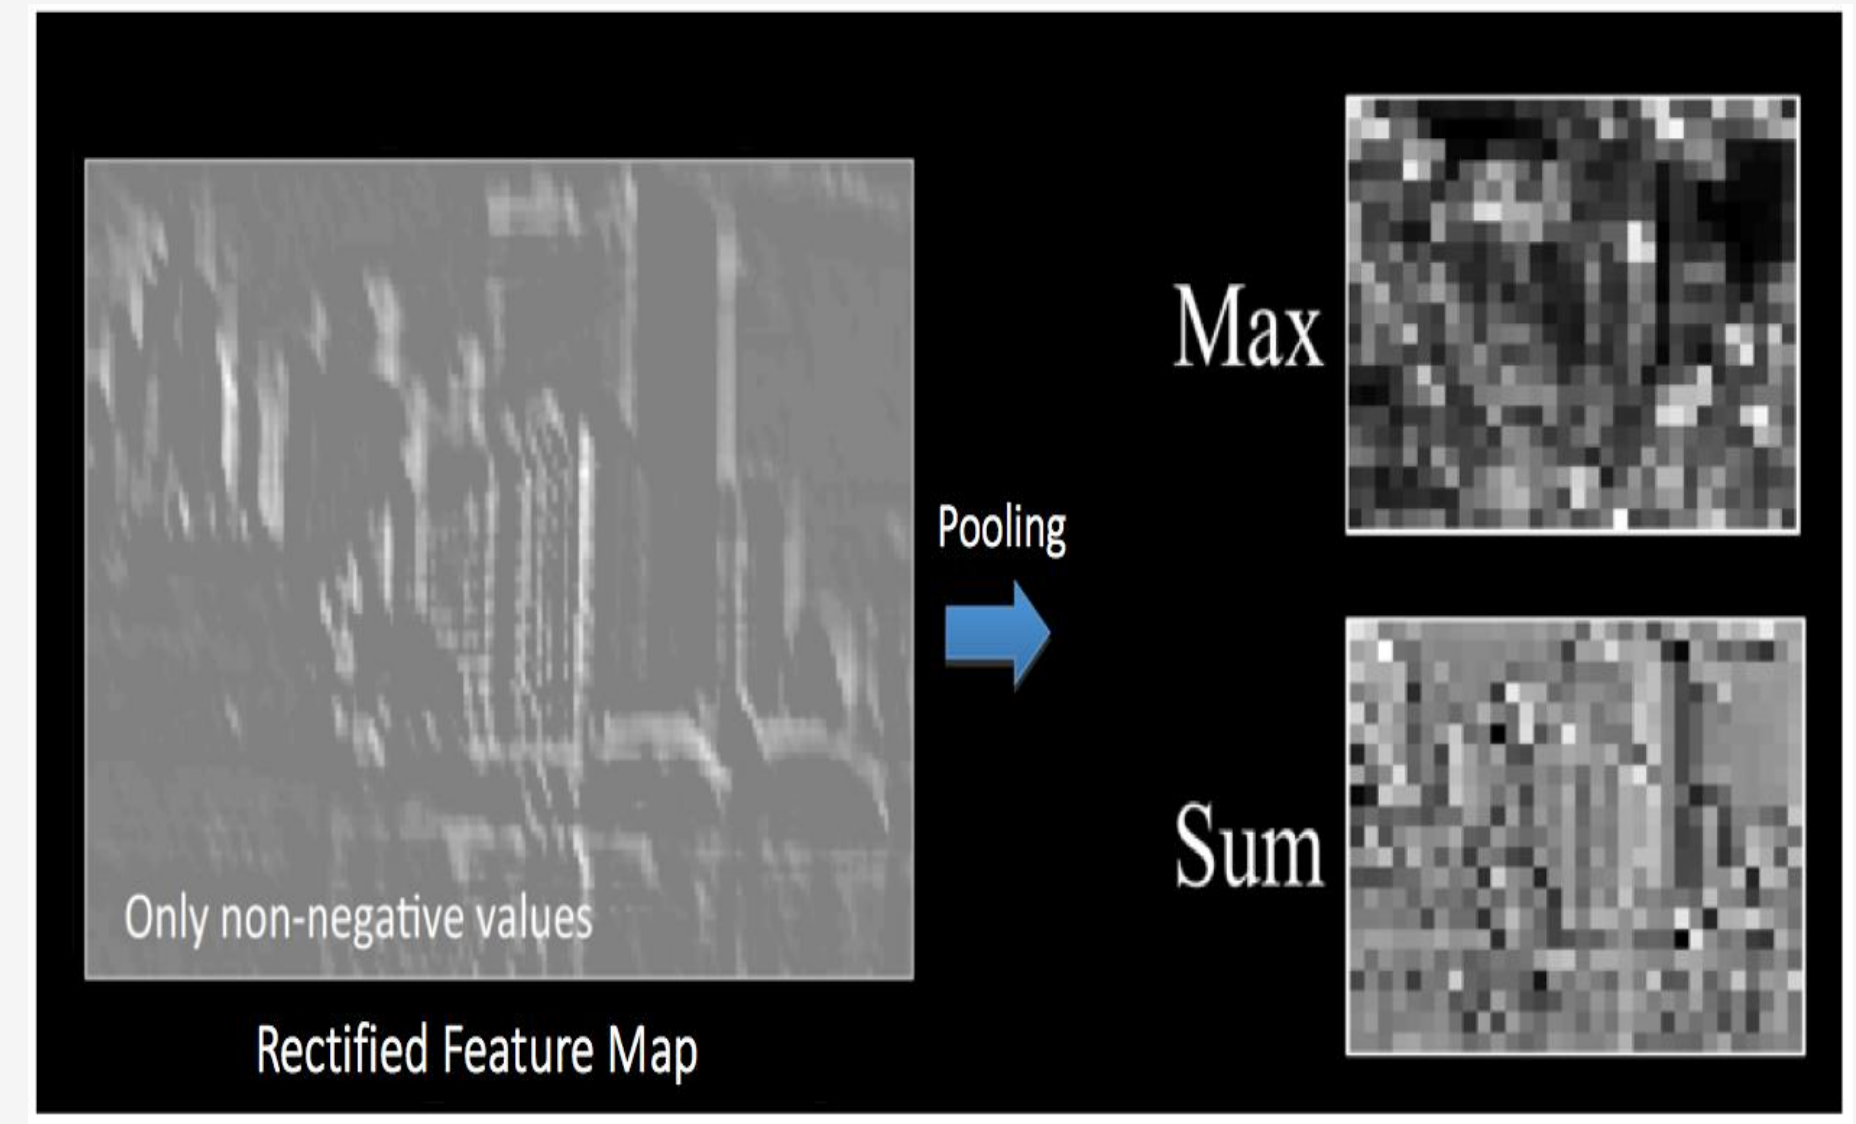 Max
Pooling
Sum
Only non-negative values
Rectified Feature Map